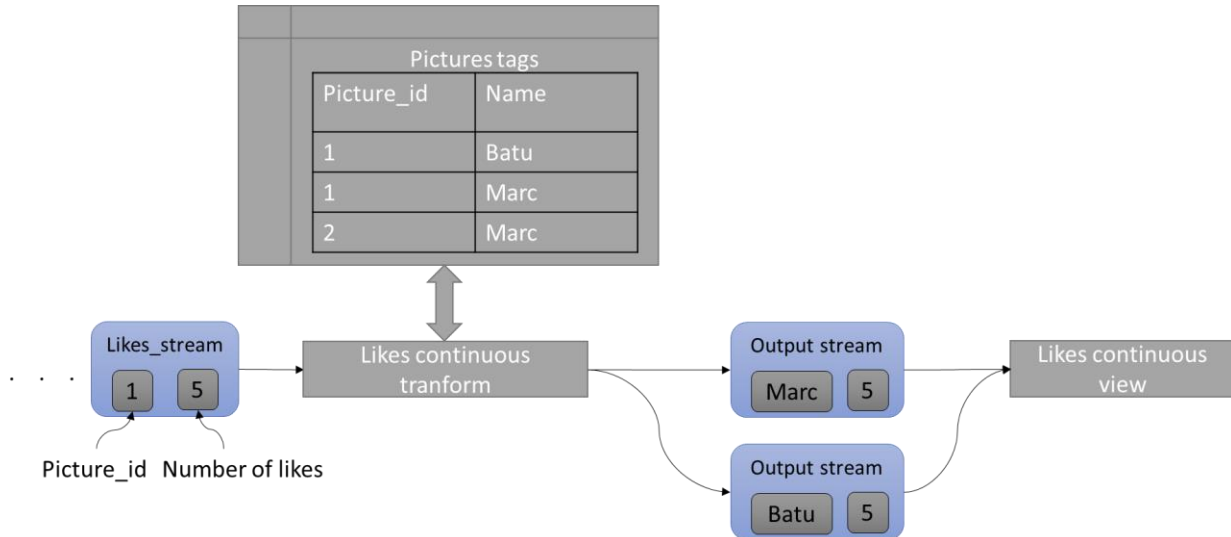 Pictures tags
Picture_id Name
1 Batu
1 Marc
2 Marc
Likes_stream
1 5
Picture_id Number of likes
Likes continuous
tranform
Output stream
Marc 5
Output stream
Batu 5
Likes continuous
view